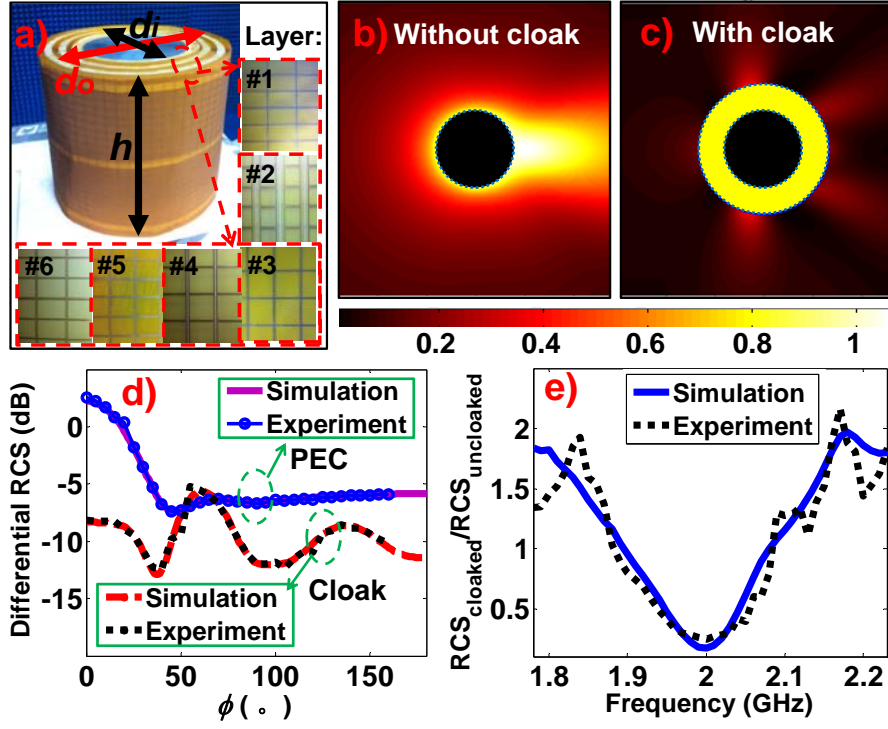 a)
di
do
h
Layer:
#1
#2
#6
#5
#4
#3
b) Without cloak
c) With cloak
0.2 0.4 0.6 0.8 1
d)
Simulation
Experiment
PEC
Cloak
Simulation
Experiment
Differential RCS (dB)
0
-5
-10
-15
0 50 100 150
ϕ (∘)
e)
Simulation
Experiment
RCScloaked/RCSuncloaked
2
1.5
1
0.5
1.8 1.9 2 2.1 2.2
Frequency (GHz)